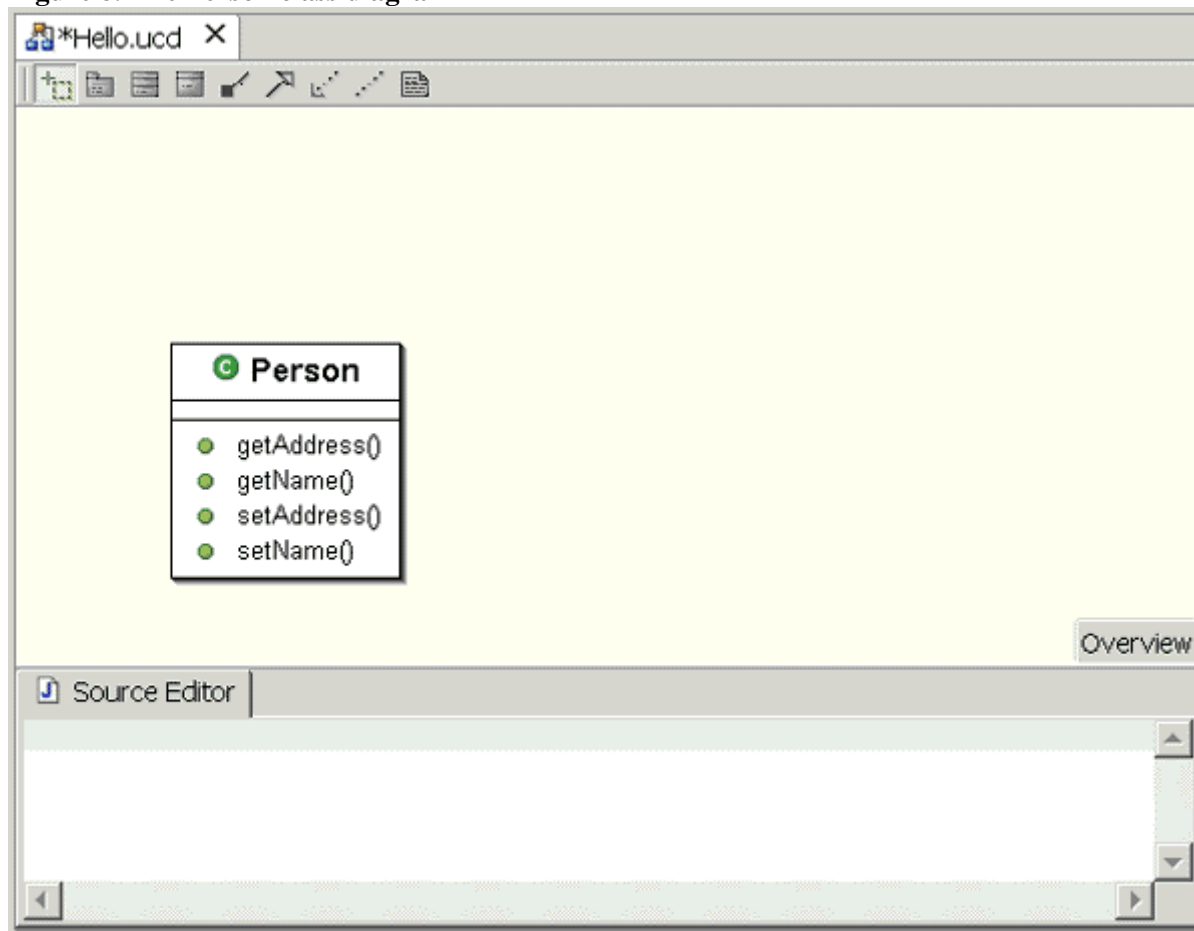 *Hello.ucd
C Person
getAddress()
getName()
setAddress()
setName()
Overview
J Source Editor